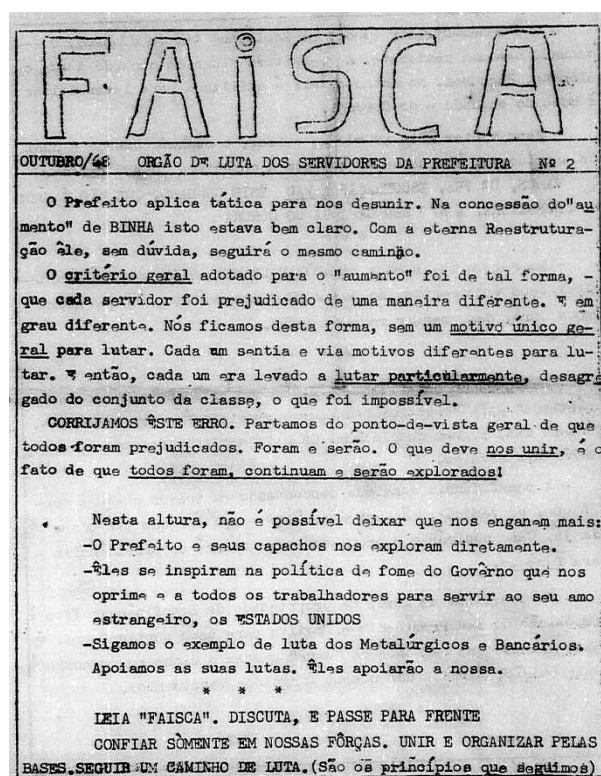 FAiSCA
OUTUBRO/68 ORGÃO DE LUTA DOS SERVIDORES DA PREFEITURA Nº 2
O Prefeito aplica tática para nos desunir. Na concessão do"au
mento" de BINHA isto estava bem claro. Com a eterna Reestrutura-
ção êle, sem dúvida, seguirá o mesmo caminho.
O critério geral adotado para o "aumento" foi de tal forma, -
que cada servidor foi prejudicado de uma maneira diferente. E em
grau diferente. Nós ficamos desta forma, sem um motivo único ge-
ral para lutar. Cada um sentia e via motivos diferentes para lu-
tar. E então, cada um era levado a lutar particularmente, desagre
gado do conjunto da classe, o que foi impossível.
CORRIJAMOS ÊSTE ERRO. Partamos do ponto-de-vista geral de que
todos foram prejudicados. Foram e serão. O que deve nos unir, é o
fato de que todos foram, continuam e serão explorados!
Nesta altura, não é possível deixar que nos enganem mais:
-O Prefeito e seus capachos nos exploram diretamente.
-Êles se inspiram na política de fome do Govêrno que nos
oprime e a todos os trabalhadores para servir ao seu amo
estrangeiro, os ESTADOS UNIDOS
-Sigamos o exemplo de luta dos Metalúrgicos e Bancários.
Apoiamos as suas lutas. Êles apoiarão a nossa.
* * *
LEIA "FAISCA". DISCUTA, E PASSE PARA FRENTE
CONFIAR SÒMENTE EM NOSSAS FÔRÇAS. UNIR E ORGANIZAR PELAS
BASES.SEGUIR UM CAMINHO DE LUTA.(São os princípios que seguimos)